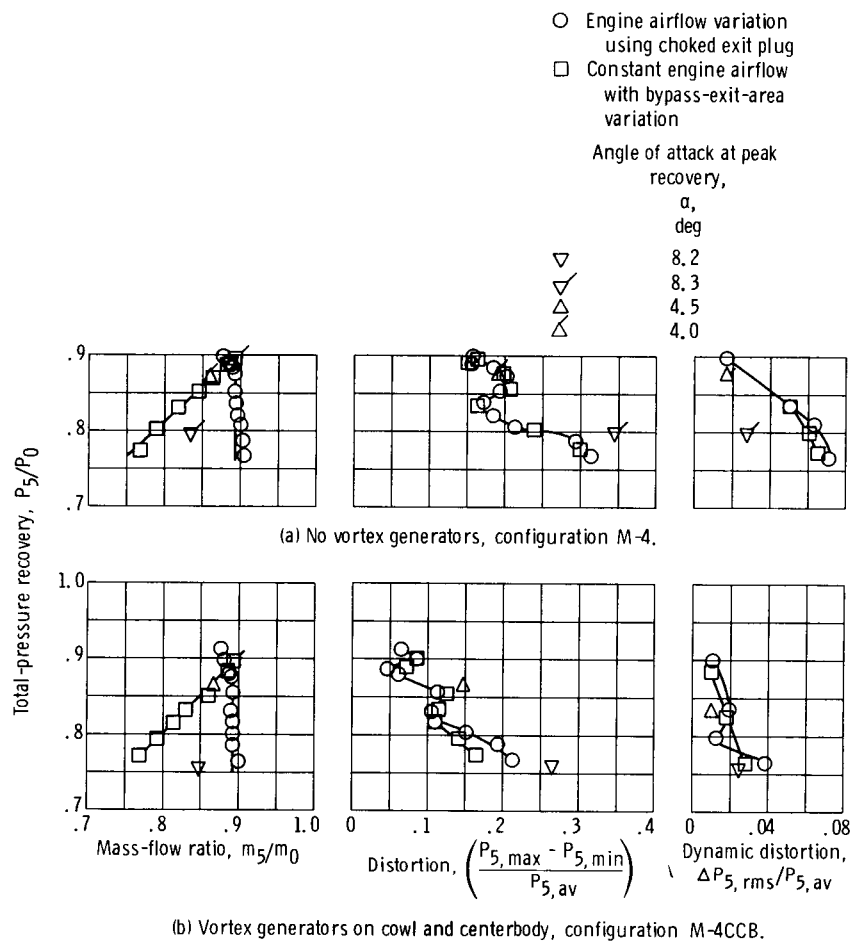 Engine airflow variation
using choked exit plug
Constant engine airflow
with bypass-exit-area
variation
Angle of attack at peak
recovery,
α,
deg
8.2
8.3
4.5
4.0
Total-pressure recovery, P5/P0
.9
.8
.7
(a) No vortex generators, configuration M-4.
1.0
.9
.8
.7
.7 .8 .9 1.0
Mass-flow ratio, m5/m0
0 .1 .2 .3 .4
Distortion, (P5, max - P5, min / P5, av)
0 .04 .08
Dynamic distortion,
ΔP5, rms/P5, av
(b) Vortex generators on cowl and centerbody, configuration M-4CCB.